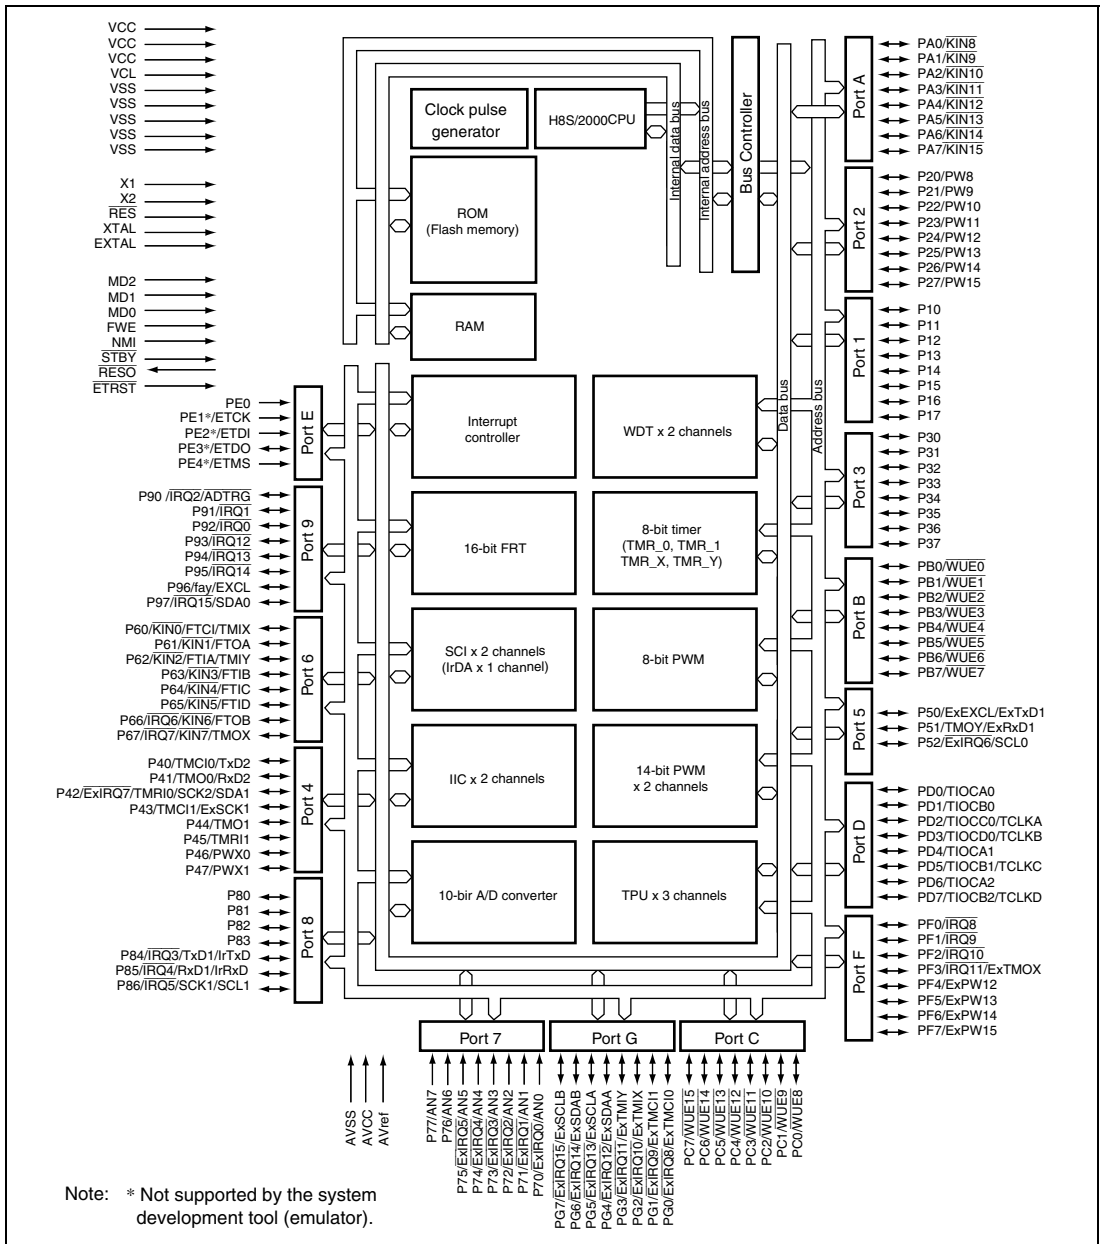 VCC
VCC
VCC
VCL
VSS
VSS
VSS
VSS
VSS
X1
X2
RES
XTAL
EXTAL
MD2
MD1
MD0
FWE
NMI
STBY
RESO
ETRST
PE0
PE1*/ETCK
PE2*/ETDI
PE3*/ETDO
PE4*/ETMS
Port E
P90 /IRQ2/ADTRG
P91/IRQ1
P92/IRQ0
P93/IRQ12
P94/IRQ13
P95/IRQ14
P96/fay/EXCL
P97/IRQ15/SDA0
Port 9
P60/KIN0/FTCI/TMIX
P61/KIN1/FTOA
P62/KIN2/FTIA/TMIY
P63/KIN3/FTIB
P64/KIN4/FTIC
P65/KIN5/FTID
P66/IRQ6/KIN6/FTOB
P67/IRQ7/KIN7/TMOX
Port 6
P40/TMCI0/TxD2
P41/TMO0/RxD2
P42/ExIRQ7/TMRI0/SCK2/SDA1
P43/TMCI1/ExSCK1
P44/TMO1
P45/TMRI1
P46/PWX0
P47/PWX1
Port 4
P80
P81
P82
P83
P84/IRQ3/TxD1/IrTxD
P85/IRQ4/RxD1/IrRxD
P86/IRQ5/SCK1/SCL1
Port 8
Clock pulse
generator
H8S/2000CPU
ROM
(Flash memory)
RAM
Internal data bus
Internal address bus
Bus Controller
Interrupt
controller
WDT x 2 channels
16-bit FRT
8-bit timer
(TMR_0, TMR_1
TMR_X, TMR_Y)
SCI x 2 channels
(IrDA x 1 channel)
8-bit PWM
IIC x 2 channels
14-bit PWM
x 2 channels
10-bir A/D converter
TPU x 3 channels
Data bus
Address bus
Port A
PA0/KIN8
PA1/KIN9
PA2/KIN10
PA3/KIN11
PA4/KIN12
PA5/KIN13
PA6/KIN14
PA7/KIN15
Port 2
P20/PW8
P21/PW9
P22/PW10
P23/PW11
P24/PW12
P25/PW13
P26/PW14
P27/PW15
Port 1
P10
P11
P12
P13
P14
P15
P16
P17
Port 3
P30
P31
P32
P33
P34
P35
P36
P37
Port B
PB0/WUE0
PB1/WUE1
PB2/WUE2
PB3/WUE3
PB4/WUE4
PB5/WUE5
PB6/WUE6
PB7/WUE7
Port 5
P50/ExEXCL/ExTxD1
P51/TMOY/ExRxD1
P52/ExIRQ6/SCL0
Port D
PD0/TIOCA0
PD1/TIOCB0
PD2/TIOCC0/TCLKA
PD3/TIOCD0/TCLKB
PD4/TIOCA1
PD5/TIOCB1/TCLKC
PD6/TIOCA2
PD7/TIOCB2/TCLKD
Port F
PF0/IRQ8
PF1/IRQ9
PF2/IRQ10
PF3/IRQ11/ExTMOX
PF4/ExPW12
PF5/ExPW13
PF6/ExPW14
PF7/ExPW15
Port 7
Port G
Port C
AVSS
AVCC
AVref
P77/AN7
P76/AN6
P75/ExIRQ5/AN5
P74/ExIRQ4/AN4
P73/ExIRQ3/AN3
P72/ExIRQ2/AN2
P71/ExIRQ1/AN1
P70/ExIRQ0/AN0
PG7/ExIRQ15/ExSCLB
PG6/ExIRQ14/ExSDAB
PG5/ExIRQ13/ExSCLA
PG4/ExIRQ12/ExSDAA
PG3/ExIRQ11/ExTMIY
PG2/ExIRQ10/ExTMIX
PG1/ExIRQ9/ExTMCI1
PG0/ExIRQ8/ExTMCI0
PC7/WUE15
PC6/WUE14
PC5/WUE13
PC4/WUE12
PC3/WUE11
PC2/WUE10
PC1/WUE9
PC0/WUE8
Note: * Not supported by the system
development tool (emulator).